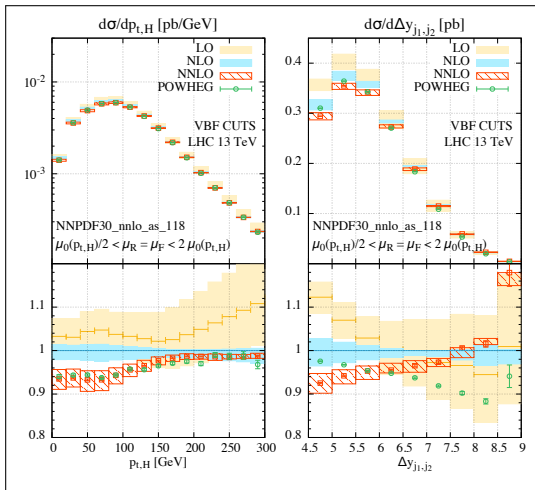 dσ/dp_{t,H} [pb/GeV]
LO
NLO
NNLO
POWHEG
10^{-2}
10^{-3}
VBF CUTS
LHC 13 TeV
NNPDF30_nnlo_as_118
μ_0(p_{t,H})/2 < μ_R = μ_F < 2 μ_0(p_{t,H})
1.1
1
0.9
0.8
0 50 100 150 200 250 300
p_{t,H} [GeV]
dσ/dΔy_{j_1,j_2} [pb]
LO
NLO
NNLO
POWHEG
0.4
0.3
0.2
0.1
VBF CUTS
LHC 13 TeV
NNPDF30_nnlo_as_118
μ_0(p_{t,H})/2 < μ_R = μ_F < 2 μ_0(p_{t,H})
1.1
1
0.9
0.8
4.5 5 5.5 6 6.5 7 7.5 8 8.5 9
Δy_{j_1,j_2}